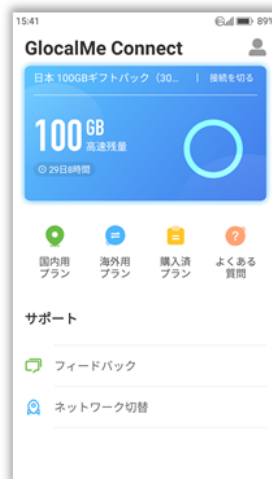 15:41
89%
GlocalMe Connect
日本 100GBギフトパック（30... | 接続を切る
100 GB
高速残量
29日8時間
国内用
プラン
海外用
プラン
購入済
プラン
よくある
質問
サポート
フィードバック
ネットワーク切替